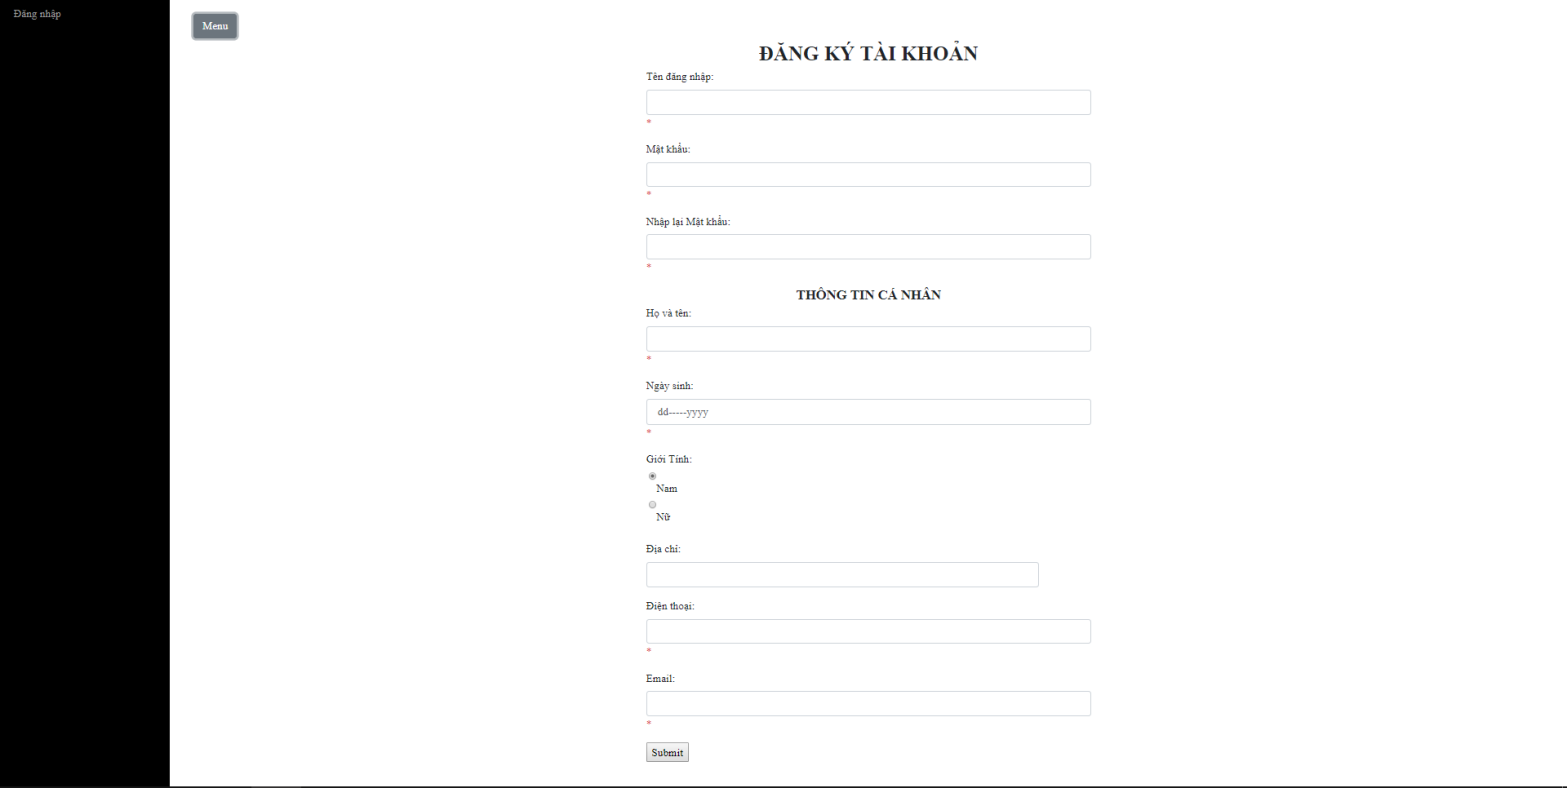 Đăng nhập
Menu
ĐĂNG KÝ TÀI KHOẢN
Tên đăng nhập:
*
Mật khẩu:
*
Nhập lại Mật khẩu:
*
THÔNG TIN CÁ NHÂN
Họ và tên:
*
Ngày sinh:
dd-----yyyy
*
Giới Tính:
Nam
Nữ
Địa chỉ:
Điện thoại:
*
Email:
*
Submit